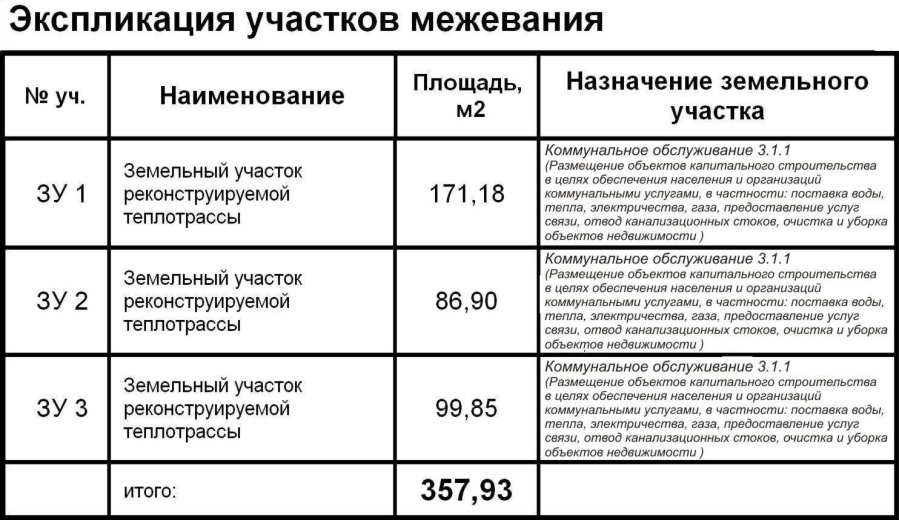 Экспликация участков межевания
№ уч.
Наименование
Площадь,
м2
Назначение земельного
участка
ЗУ 1
Земельный участок
реконструируемой
теплотрассы
171,18
Коммунальное обслуживание 3.1.1
(Размещение объектов капитального строительства
в целях обеспечения населения и организаций
коммунальными услугами, в частности: поставка воды,
тепла, электричества, газа, предоставление услуг
связи, отвод канализационных стоков, очистка и уборка
объектов недвижимости )
ЗУ 2
Земельный участок
реконструируемой
теплотрассы
86,90
Коммунальное обслуживание 3.1.1
(Размещение объектов капитального строительства
в целях обеспечения населения и организаций
коммунальными услугами, в частности: поставка воды,
тепла, электричества, газа, предоставление услуг
связи, отвод канализационных стоков, очистка и уборка
объектов недвижимости )
ЗУ 3
Земельный участок
реконструируемой
теплотрассы
99,85
Коммунальное обслуживание 3.1.1
(Размещение объектов капитального строительства
в целях обеспечения населения и организаций
коммунальными услугами, в частности: поставка воды,
тепла, электричества, газа, предоставление услуг
связи, отвод канализационных стоков, очистка и уборка
объектов недвижимости )
итого:
357,93